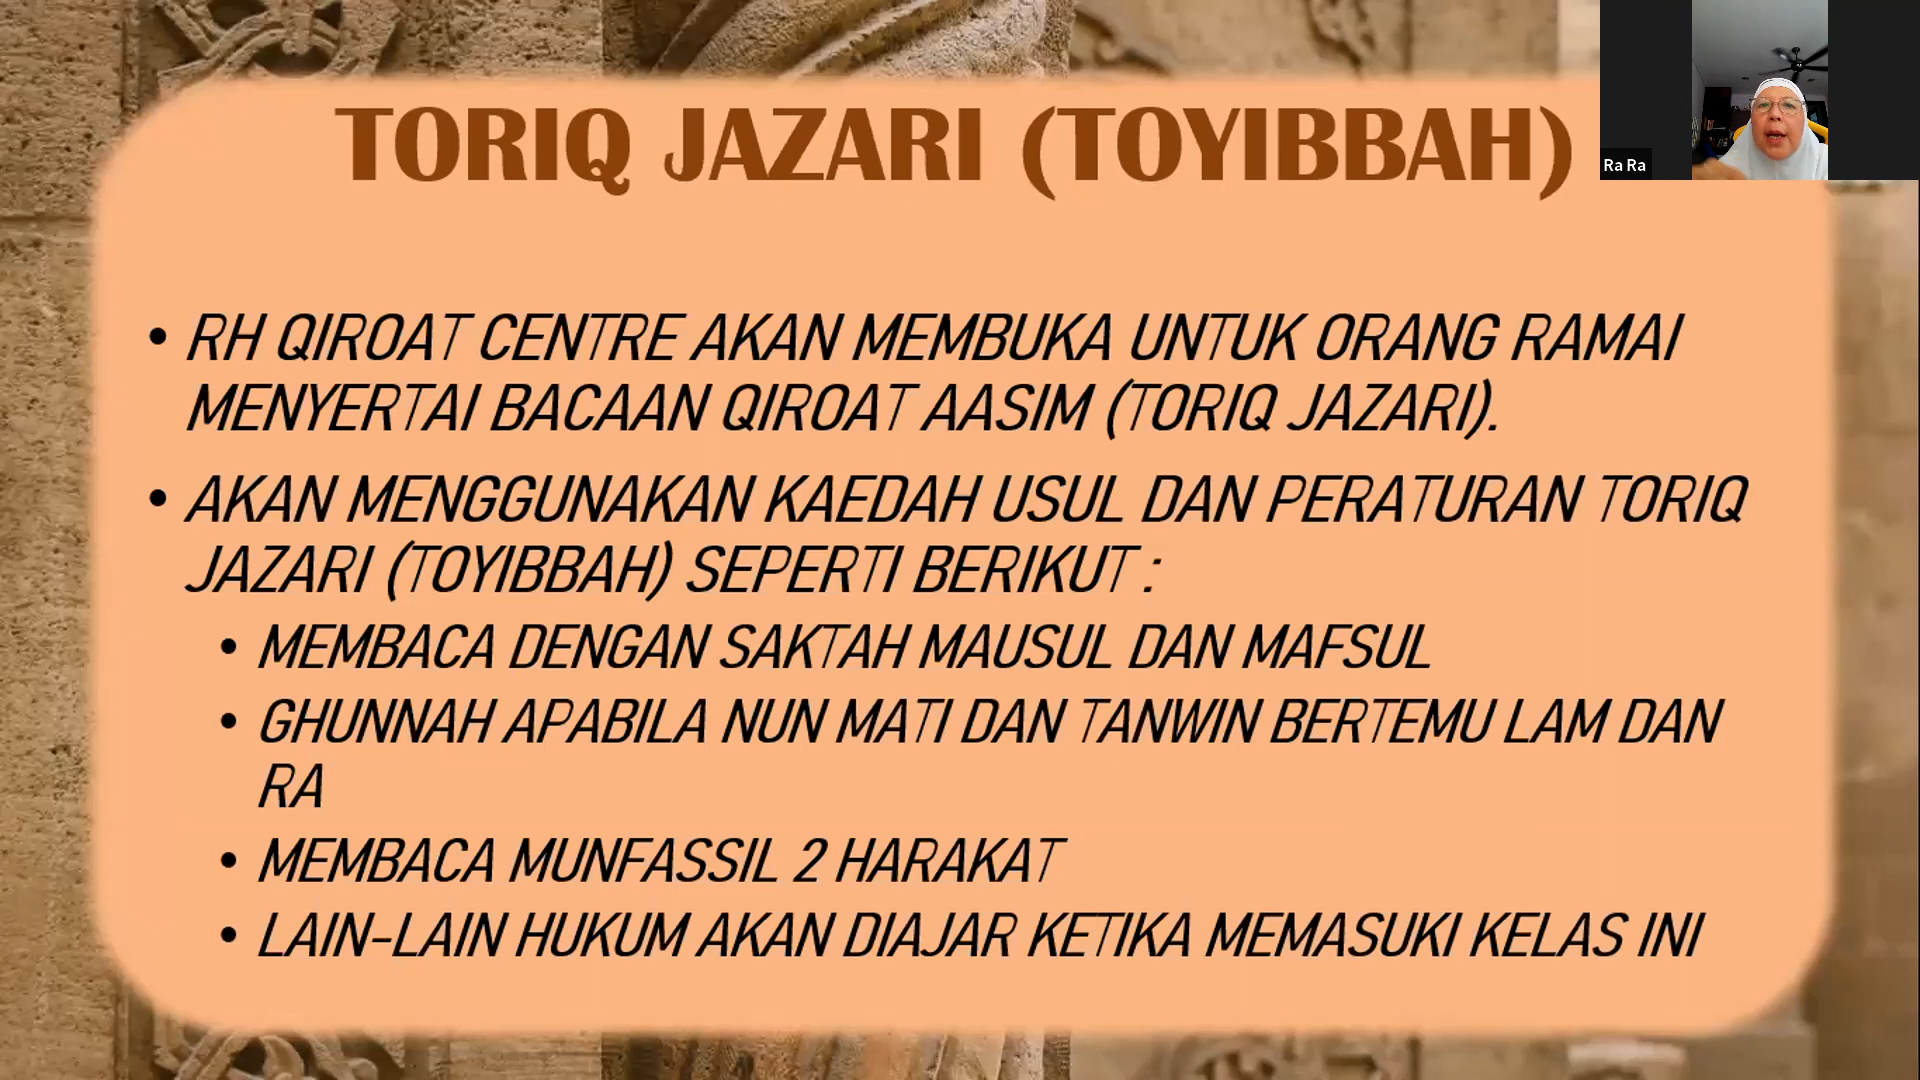 TORIQ JAZARI (TOYIBBAH)
Ra Ra
• RH QIROAT CENTRE AKAN MEMBUKA UNTUK ORANG RAMAI
MENYERTAI BACAAN QIROAT AASIM (TORIQ JAZARI).
• AKAN MENGGUNAKAN KAEDAH USUL DAN PERATURAN TORIQ
JAZARI (TOYIBBAH) SEPERTI BERIKUT :
• MEMBACA DENGAN SAKTAH MAUSUL DAN MAFSUL
• GHUNNAH APABILA NUN MATI DAN TANWIN BERTEMU LAM DAN
RA
• MEMBACA MUNFASSIL 2 HARAKAT
• LAIN-LAIN HUKUM AKAN DIAJAR KETIKA MEMASUKI KELAS INI